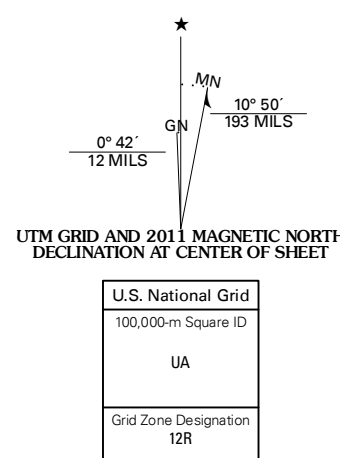 ★
MN
GN
0° 42´
12 MILS
10° 50´
193 MILS
UTM GRID AND 2011 MAGNETIC NORTH
DECLINATION AT CENTER OF SHEET
U.S. National Grid
100,000-m Square ID
UA
Grid Zone Designation
12R